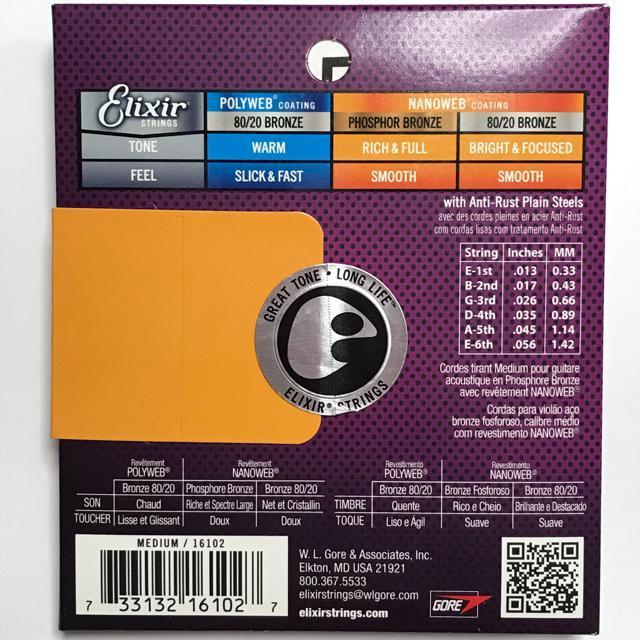 Elixir
STRINGS
POLYWEB® COATING
NANOWEB® COATING
80/20 BRONZE
PHOSPHOR BRONZE
80/20 BRONZE
TONE
WARM
RICH & FULL
BRIGHT & FOCUSED
FEEL
SLICK & FAST
SMOOTH
SMOOTH
with Anti-Rust Plain Steels
avec des cordes pleines en acier Anti-Rust
com cordas lisas com tratamento Anti-Rust
String Inches MM
E-1st .013 0.33
B-2nd .017 0.43
G-3rd .026 0.66
D-4th .035 0.89
A-5th .045 1.14
E-6th .056 1.42
GREAT TONE • LONG LIFE™
ELIXIR® STRINGS
Cordes tirant Medium pour guitare
acoustique en Phosphore Bronze
avec revêtement NANOWEB®
Cordas para violão aço
bronze fosforoso, calibre médio
com revestimento NANOWEB®
Revêtement
POLYWEB®
Revêtement
NANOWEB®
Bronze 80/20 Phosphore Bronze Bronze 80/20
SON Chaud Riche et Spectre Large Net et Cristallin
TOUCHER Lisse et Glissant Doux Doux
Revestimento
POLYWEB®
Revestimento
NANOWEB®
Bronze 80/20 Bronze Fosforoso Bronze 80/20
TIMBRE Quente Rico e Cheio Brilhante e Destacado
TOQUE Liso e Ágil Suave Suave
MEDIUM / 16102
7 33132 16102 7
W. L. Gore & Associates, Inc.
Elkton, MD USA 21921
800.367.5533
elixirstrings@wlgore.com
elixirstrings.com
GORE